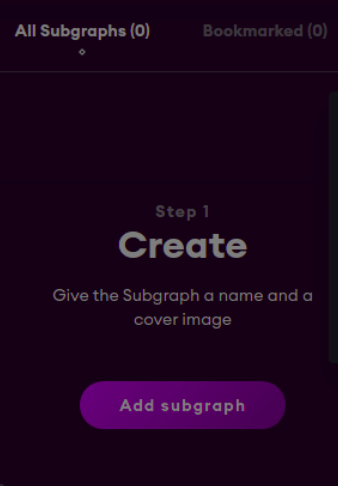 All Subgraphs (0)
Bookmarked (0)
Step 1
Create
Give the Subgraph a name and a
cover image
Add subgraph